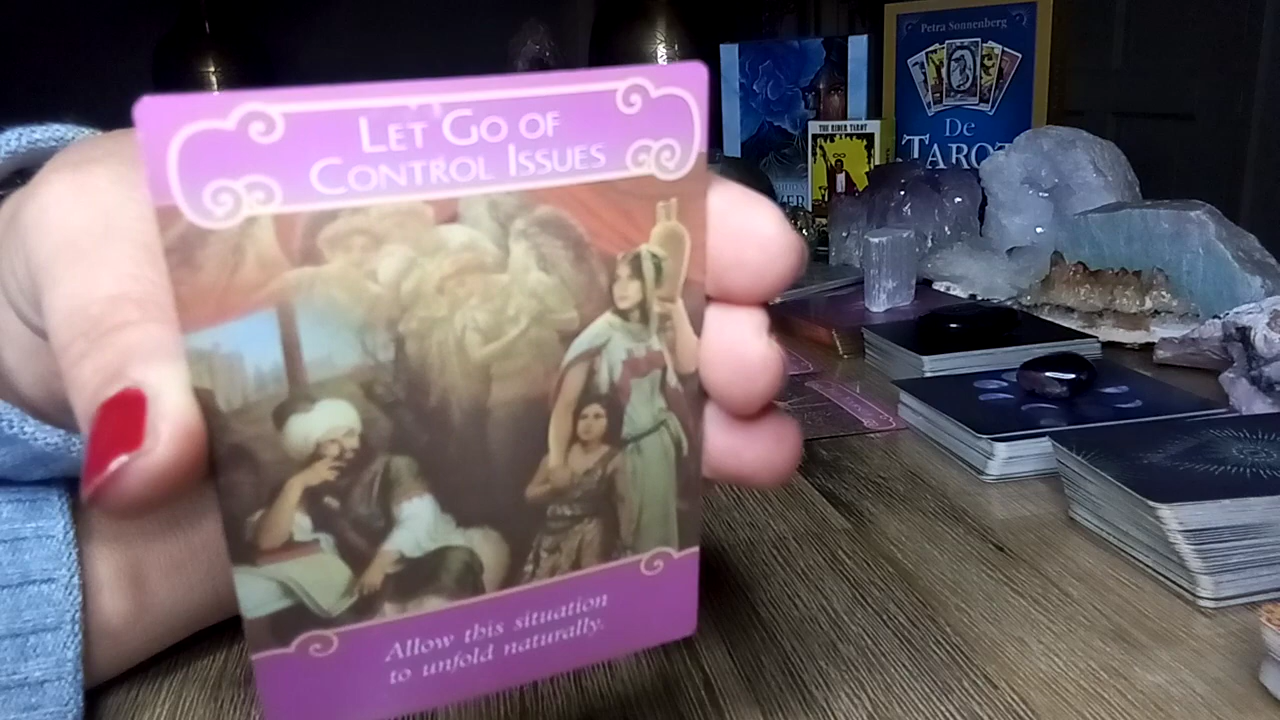 LET GO OF
CONTROL ISSUES
Allow this situation
to unfold naturally.
Petra Sonnenberg
De
TAROT
THE RIDER TAROT